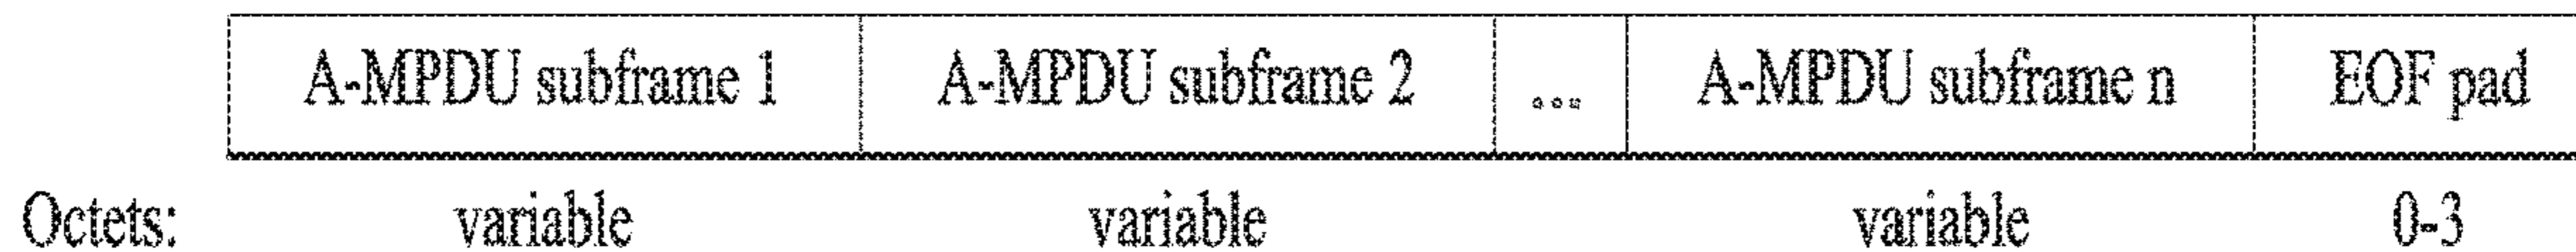 A-MPDU subframe 1 A-MPDU subframe 2 ... A-MPDU subframe n EOF pad
Octets: variable variable variable 0-3